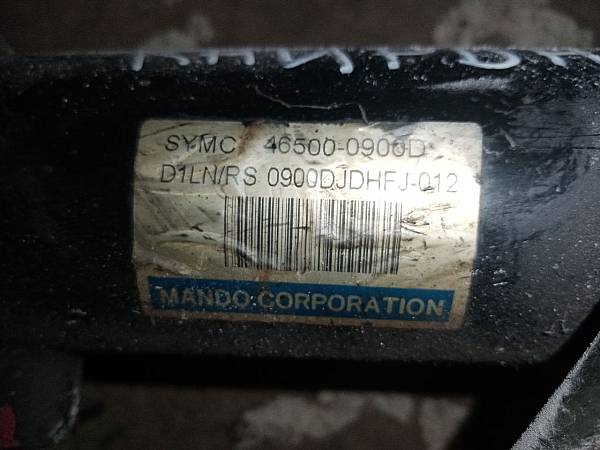 SYMC 46500-0900D
D1LN/RS 0900DJDHFJ-012
MANDO CORPORATION